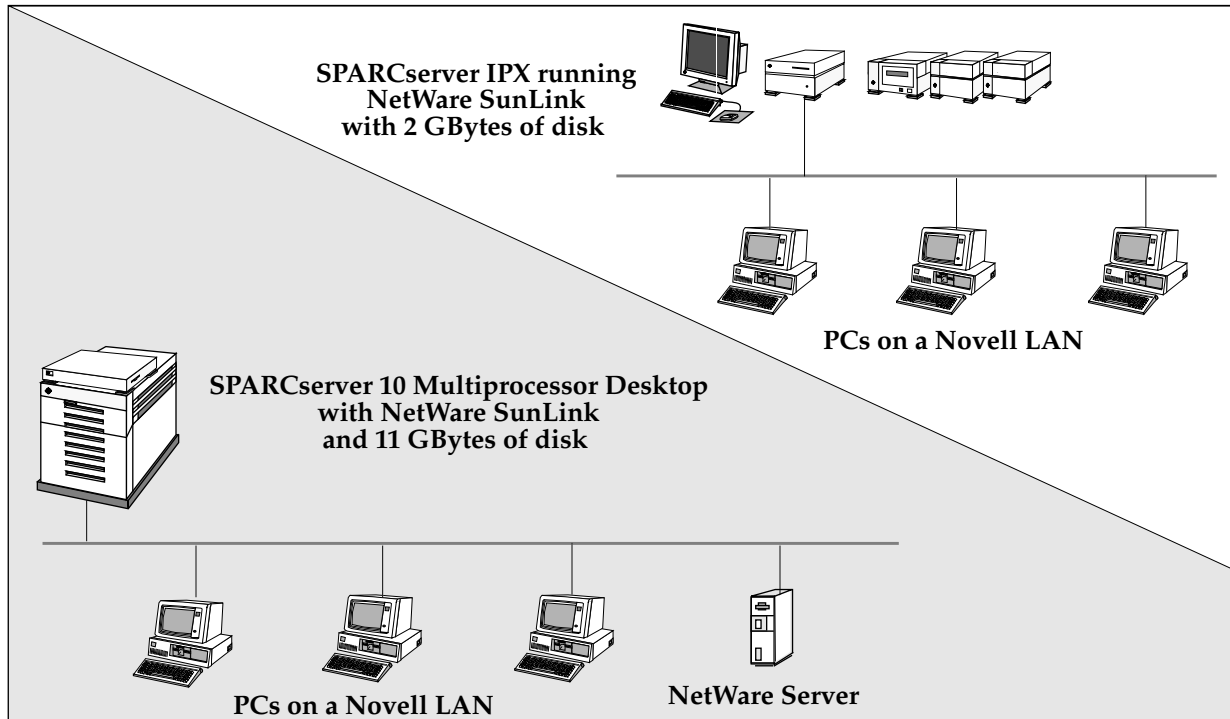 SPARCserver IPX running
NetWare SunLink
with 2 GBytes of disk
PCs on a Novell LAN
SPARCserver 10 Multiprocessor Desktop
with NetWare SunLink
and 11 GBytes of disk
PCs on a Novell LAN
NetWare Server